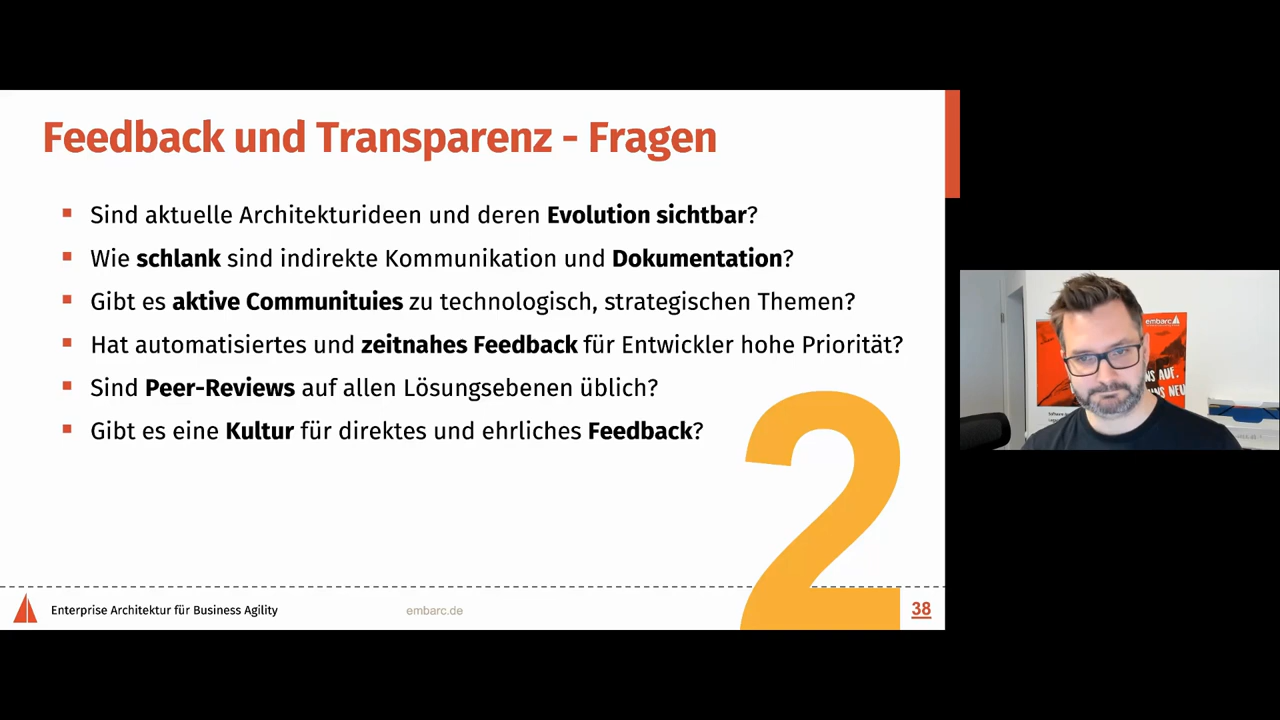 Feedback und Transparenz - Fragen
Sind aktuelle Architekturideen und deren Evolution sichtbar?
Wie schlank sind indirekte Kommunikation und Dokumentation?
Gibt es aktive Communituies zu technologisch, strategischen Themen?
Hat automatisiertes und zeitnahes Feedback für Entwickler hohe Priorität?
Sind Peer-Reviews auf allen Lösungsebenen üblich?
Gibt es eine Kultur für direktes und ehrliches Feedback?
2
Enterprise Architektur für Business Agility
embarc.de
38
embarc